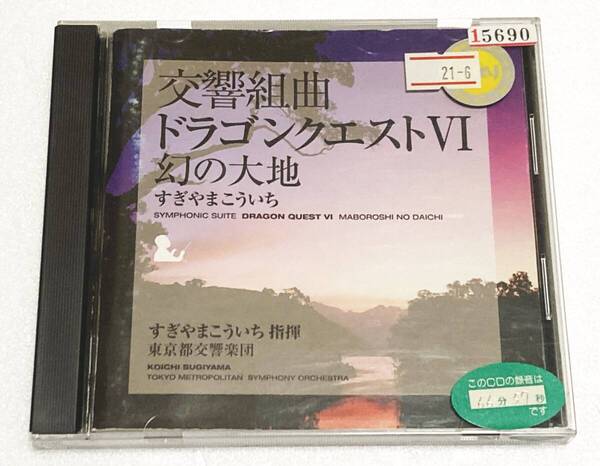 15690
21-6
交響組曲
ドラゴンクエストVI
幻の大地
すぎやまこういち
SYMPHONIC SUITE DRAGON QUEST VI MABOROSHI NO DAICHI
すぎやまこういち 指揮
東京都交響楽団
KOICHI SUGIYAMA
TOKYO METROPOLITAN SYMPHONY ORCHESTRA
この〇〇の録音は
分 秒
です